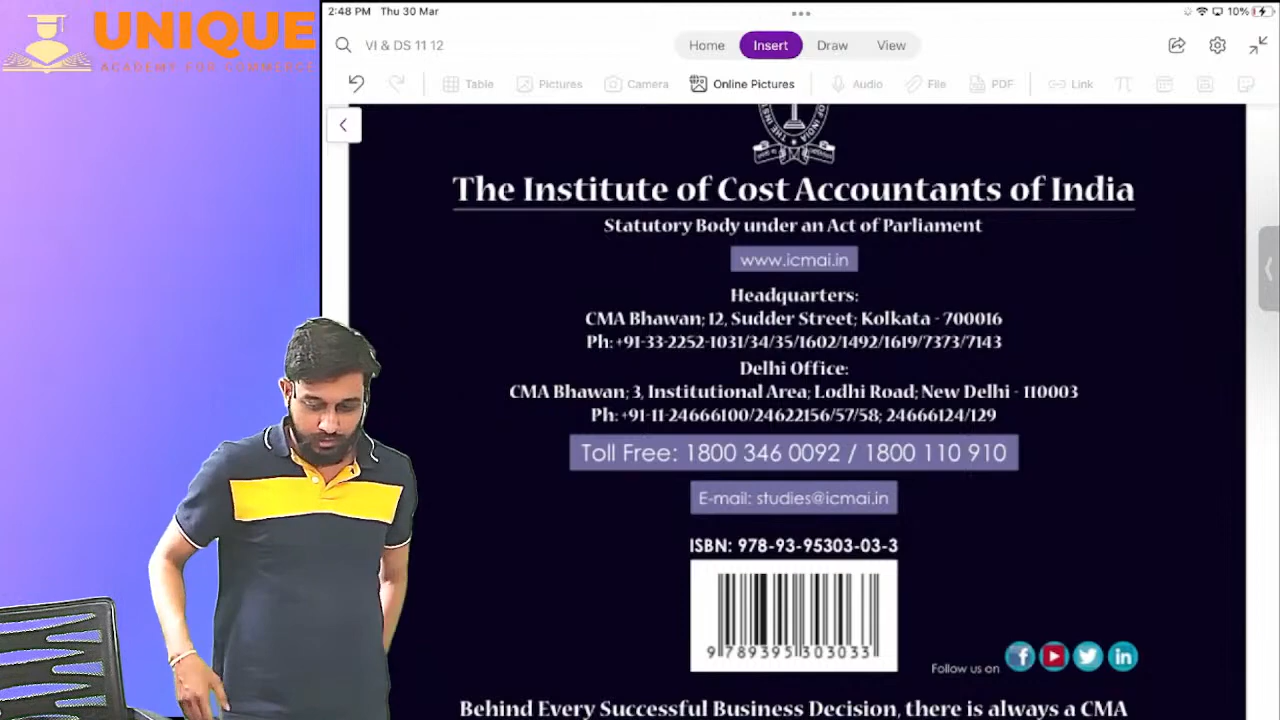 UNIQUE
ACADEMY FOR COMMERCE
2:48 PM Thu 30 Mar
10%
VI & DS 11 12
Home Insert Draw View
Table Pictures Camera Online Pictures Audio File PDF Link
The Institute of Cost Accountants of India
Statutory Body under an Act of Parliament
www.icmai.in
Headquarters:
CMA Bhawan; 12, Sudder Street; Kolkata - 700016
Ph: +91-33-2252-1031/34/35/1602/1492/1619/7373/7143
Delhi Office:
CMA Bhawan; 3, Institutional Area; Lodhi Road; New Delhi - 110003
Ph: +91-11-24666100/24622156/57/58; 24666124/129
Toll Free: 1800 346 0092 / 1800 110 910
E-mail: studies@icmai.in
ISBN: 978-93-95303-03-3
9 789395 303033
Follow us on
Behind Every Successful Business Decision, there is always a CMA